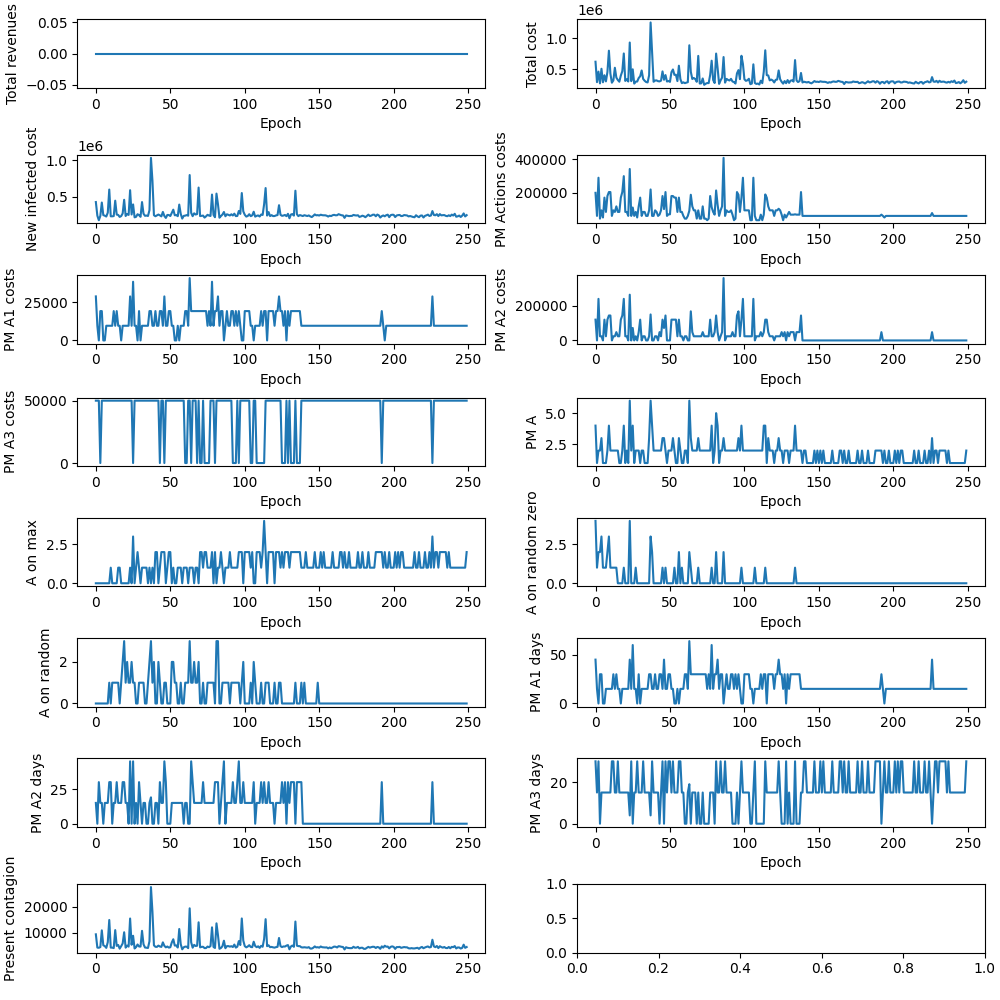 Total revenues
0.05
0.00
−0.05
0 50 100 150 200 250
Epoch
1e6
Total cost
1.0
0.5
0 50 100 150 200 250
Epoch
1e6
New infected cost
1.0
0.5
0 50 100 150 200 250
Epoch
PM Actions costs
400000
200000
0 50 100 150 200 250
Epoch
PM A1 costs
25000
0
0 50 100 150 200 250
Epoch
PM A2 costs
200000
0
0 50 100 150 200 250
Epoch
PM A3 costs
50000
0
0 50 100 150 200 250
Epoch
PM A
5.0
2.5
0 50 100 150 200 250
Epoch
A on max
2.5
0.0
0 50 100 150 200 250
Epoch
A on random zero
2.5
0.0
0 50 100 150 200 250
Epoch
A on random
2
0
0 50 100 150 200 250
Epoch
PM A1 days
50
0
0 50 100 150 200 250
Epoch
PM A2 days
25
0
0 50 100 150 200 250
Epoch
PM A3 days
20
0
0 50 100 150 200 250
Epoch
Present contagion
20000
10000
0 50 100 150 200 250
Epoch
1.0
0.5
0.0
0.0 0.2 0.4 0.6 0.8 1.0